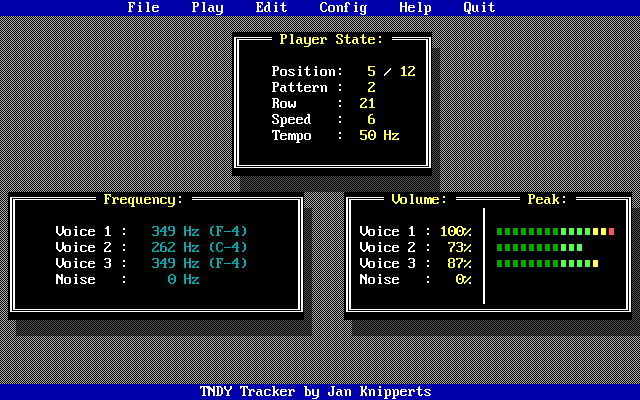 File Play Edit Config Help Quit
Player State:
Position: 5 / 12
Pattern : 2
Row : 21
Speed : 6
Tempo : 50 Hz
Frequency:
Voice 1 : 349 Hz (F-4)
Voice 2 : 262 Hz (C-4)
Voice 3 : 349 Hz (F-4)
Noise : 0 Hz
Volume: Peak:
Voice 1 : 100%
Voice 2 : 73%
Voice 3 : 87%
Noise : 0%
TNDY Tracker by Jan Knipperts